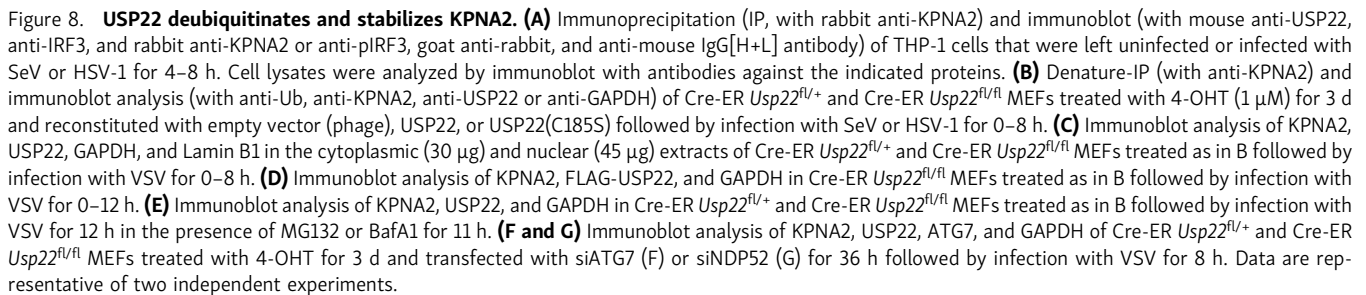 Figure 8. USP22 deubiquitinates and stabilizes KPNA2. (A) Immunoprecipitation (IP, with rabbit anti-KPNA2) and immunoblot (with mouse anti-USP22,
anti-IRF3, and rabbit anti-KPNA2 or anti-pIRF3, goat anti-rabbit, and anti-mouse IgG[H+L] antibody) of THP-1 cells that were left uninfected or infected with
SeV or HSV-1 for 4–8 h. Cell lysates were analyzed by immunoblot with antibodies against the indicated proteins. (B) Denature-IP (with anti-KPNA2) and
immunoblot analysis (with anti-Ub, anti-KPNA2, anti-USP22 or anti-GAPDH) of Cre-ER Usp22fl/+ and Cre-ER Usp22fl/fl MEFs treated with 4-OHT (1 μM) for 3 d
and reconstituted with empty vector (phage), USP22, or USP22(C185S) followed by infection with SeV or HSV-1 for 0–8 h. (C) Immunoblot analysis of KPNA2,
USP22, GAPDH, and Lamin B1 in the cytoplasmic (30 μg) and nuclear (45 μg) extracts of Cre-ER Usp22fl/+ and Cre-ER Usp22fl/fl MEFs treated as in B followed by
infection with VSV for 0–8 h. (D) Immunoblot analysis of KPNA2, FLAG-USP22, and GAPDH in Cre-ER Usp22fl/fl MEFs treated as in B followed by infection with
VSV for 0–12 h. (E) Immunoblot analysis of KPNA2, USP22, and GAPDH in Cre-ER Usp22fl/+ and Cre-ER Usp22fl/fl MEFs treated as in B followed by infection with
VSV for 12 h in the presence of MG132 or BafA1 for 11 h. (F and G) Immunoblot analysis of KPNA2, USP22, ATG7, and GAPDH of Cre-ER Usp22fl/+ and Cre-ER
Usp22fl/fl MEFs treated with 4-OHT for 3 d and transfected with siATG7 (F) or siNDP52 (G) for 36 h followed by infection with VSV for 8 h. Data are rep-
resentative of two independent experiments.